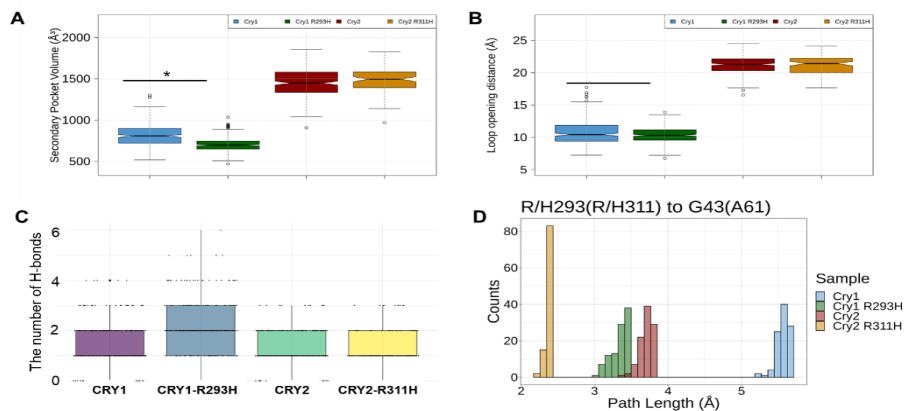 A
Cry1 Cry1 R293H Cry2 Cry2 R311H
Secondary Pocket Volume (Å³)
2000
1500
1000
500
*
B
Cry1 Cry1 R293H Cry2 Cry2 R311H
Loop opening distance (Å)
25
20
15
10
5
C
The number of H-bonds
6
4
2
0
CRY1 CRY1-R293H CRY2 CRY2-R311H
D
R/H293(R/H311) to G43(A61)
Counts
80
60
40
20
0
2 3 4 5
Path Length (Å)
Sample
Cry1
Cry1 R293H
Cry2
Cry2 R311H